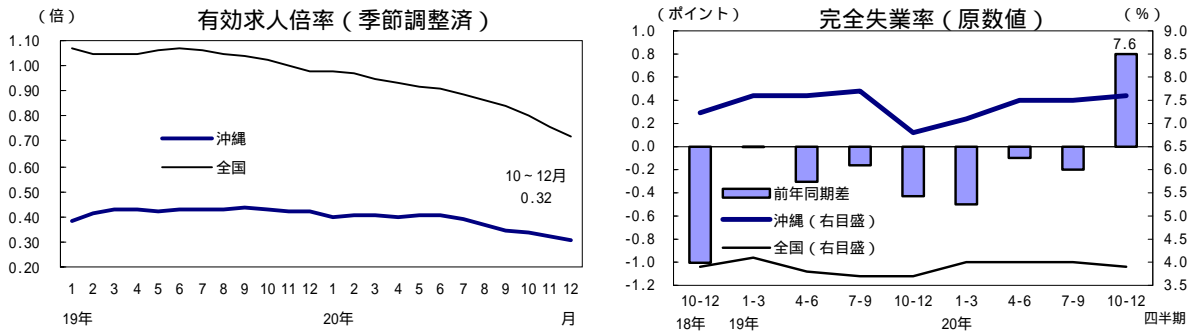 有効求人倍率（季節調整済）
（倍）
1.10
1.00
0.90
0.80
0.70
0.60
0.50
0.40
0.30
0.20
沖縄
全国
10～12月
0.32
1 2 3 4 5 6 7 8 9 10 11 12 1 2 3 4 5 6 7 8 9 10 11 12
19年 20年 月
完全失業率（原数値）
（ポイント） （%）
1.0
0.8
0.6
0.4
0.2
0.0
-0.2
-0.4
-0.6
-0.8
-1.0
-1.2
9.0
8.5
8.0
7.5
7.0
6.5
6.0
5.5
5.0
4.5
4.0
3.5
7.6
前年同期差
沖縄（右目盛）
全国（右目盛）
10-12 1-3 4-6 7-9 10-12 1-3 4-6 7-9 10-12
18年 19年 20年 四半期